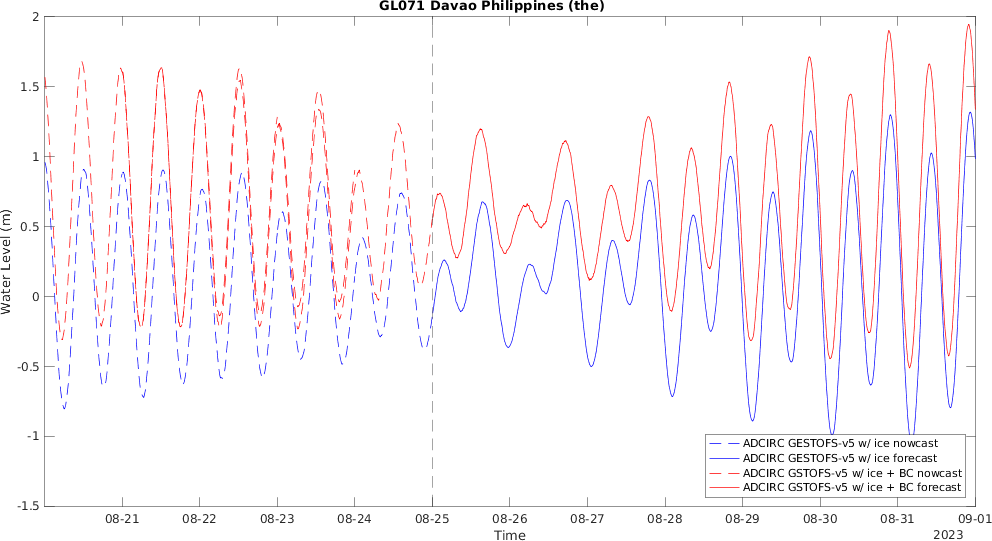 GL071 Davao Philippines (the)
2
1.5
1
0.5
0
-0.5
-1
-1.5
Water Level (m)
ADCIRC GESTOFS-v5 w/ ice nowcast
ADCIRC GESTOFS-v5 w/ ice forecast
ADCIRC GSTOFS-v5 w/ ice + BC nowcast
ADCIRC GSTOFS-v5 w/ ice + BC forecast
08-21 08-22 08-23 08-24 08-25 08-26 08-27 08-28 08-29 08-30 08-31 09-01
Time
2023